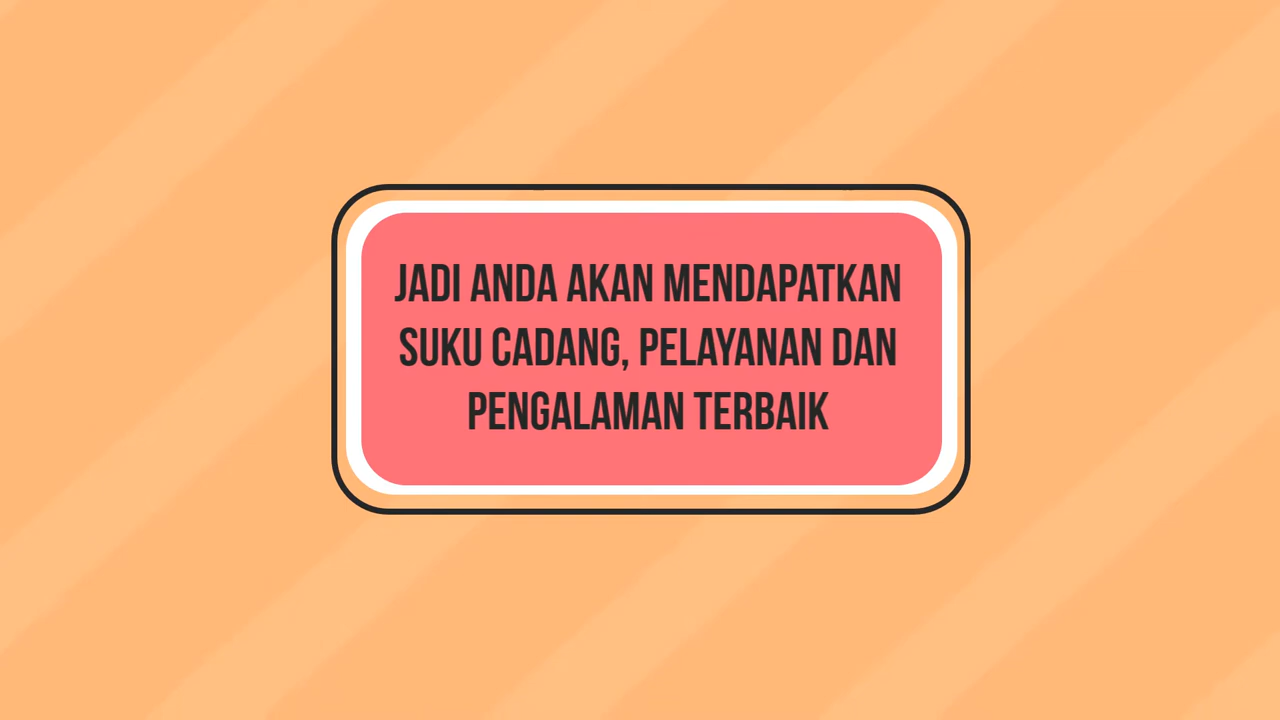 JADI ANDA AKAN MENDAPATKAN
SUKU CADANG, PELAYANAN DAN
PENGALAMAN TERBAIK